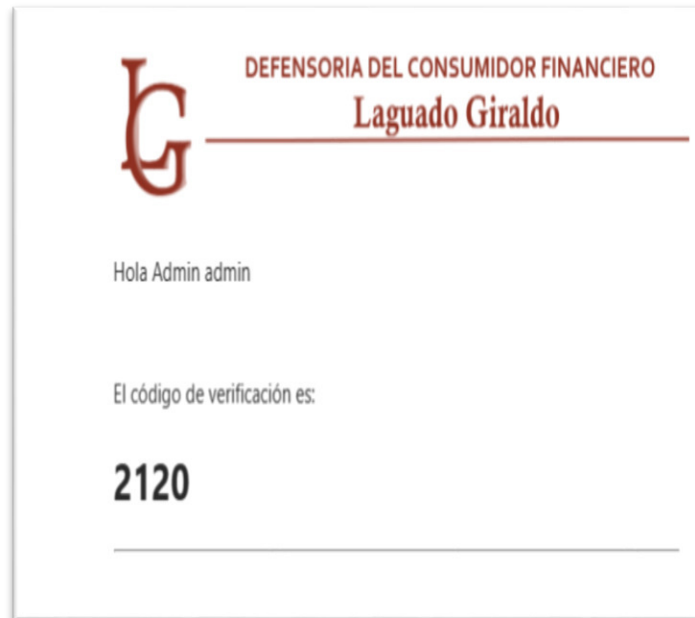 LG
DEFENSORIA DEL CONSUMIDOR FINANCIERO
Laguado Giraldo
Hola Admin admin
El código de verificación es:
2120